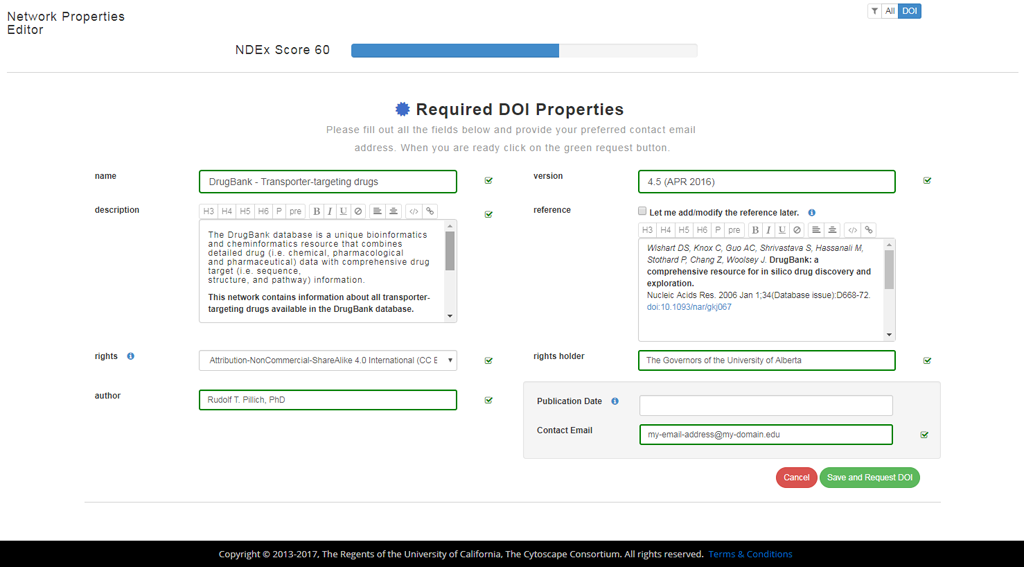 Network Properties
Editor
All
DOI
NDEx Score 60
Required DOI Properties
Please fill out all the fields below and provide your preferred contact email
address. When you are ready click on the green request button.
name
DrugBank - Transporter-targeting drugs
version
4.5 (APR 2016)
description
H3 H4 H5 H6 P pre B I U
The DrugBank database is a unique bioinformatics
and cheminformatics resource that combines
detailed drug (i.e. chemical, pharmacological
and pharmaceutical) data with comprehensive drug
target (i.e. sequence,
structure, and pathway) information.
This network contains information about all transporter-
targeting drugs available in the DrugBank database.
reference
Let me add/modify the reference later.
H3 H4 H5 H6 P pre B I U
Wishart DS, Knox C, Guo AC, Shrivastava S, Hassanali M,
Stothard P, Chang Z, Woolsey J. DrugBank: a
comprehensive resource for in silico drug discovery and
exploration.
Nucleic Acids Res. 2006 Jan 1;34(Database issue):D668-72.
doi:10.1093/nar/gkj067
rights
Attribution-NonCommercial-ShareAlike 4.0 International (CC E
rights holder
The Governors of the University of Alberta
author
Rudolf T. Pillich, PhD
Publication Date
Contact Email
my-email-address@my-domain.edu
Cancel
Save and Request DOI
Copyright © 2013-2017, The Regents of the University of California, The Cytoscape Consortium. All rights reserved. Terms & Conditions